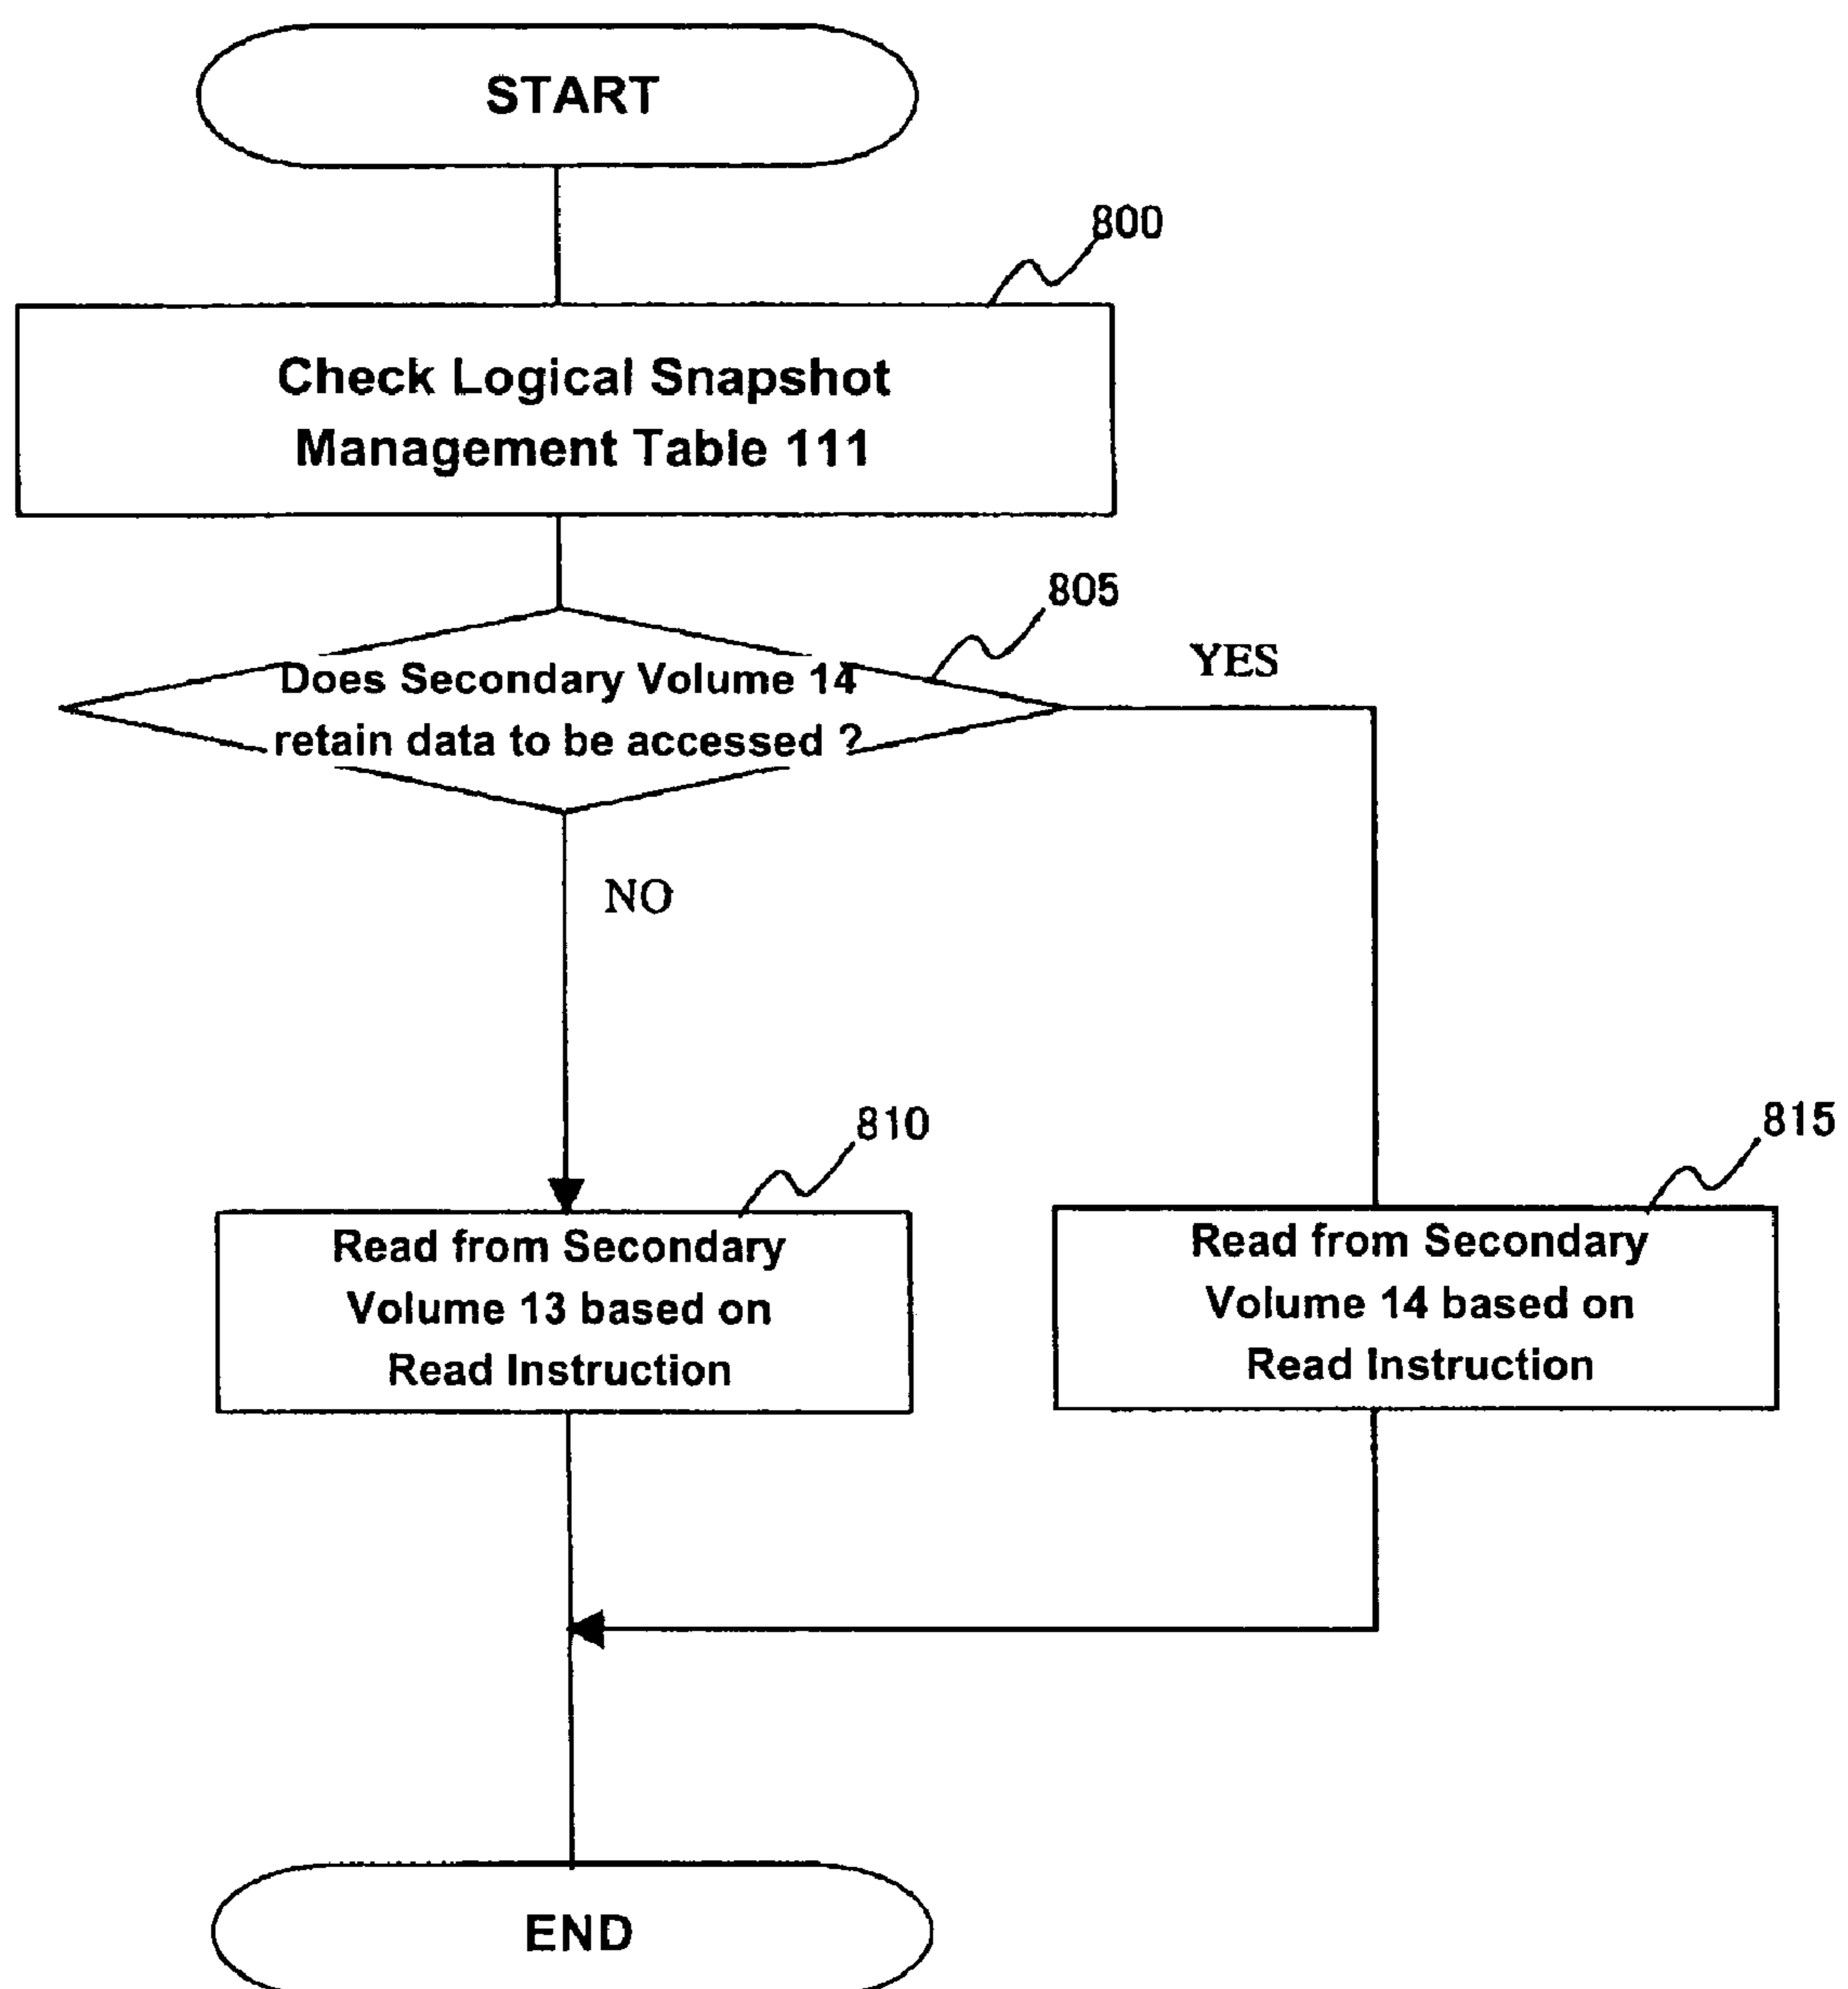 START
800
Check Logical Snapshot
Management Table 111
805
Does Secondary Volume 14
retain data to be accessed ?
YES
NO
810
Read from Secondary
Volume 13 based on
Read Instruction
815
Read from Secondary
Volume 14 based on
Read Instruction
END